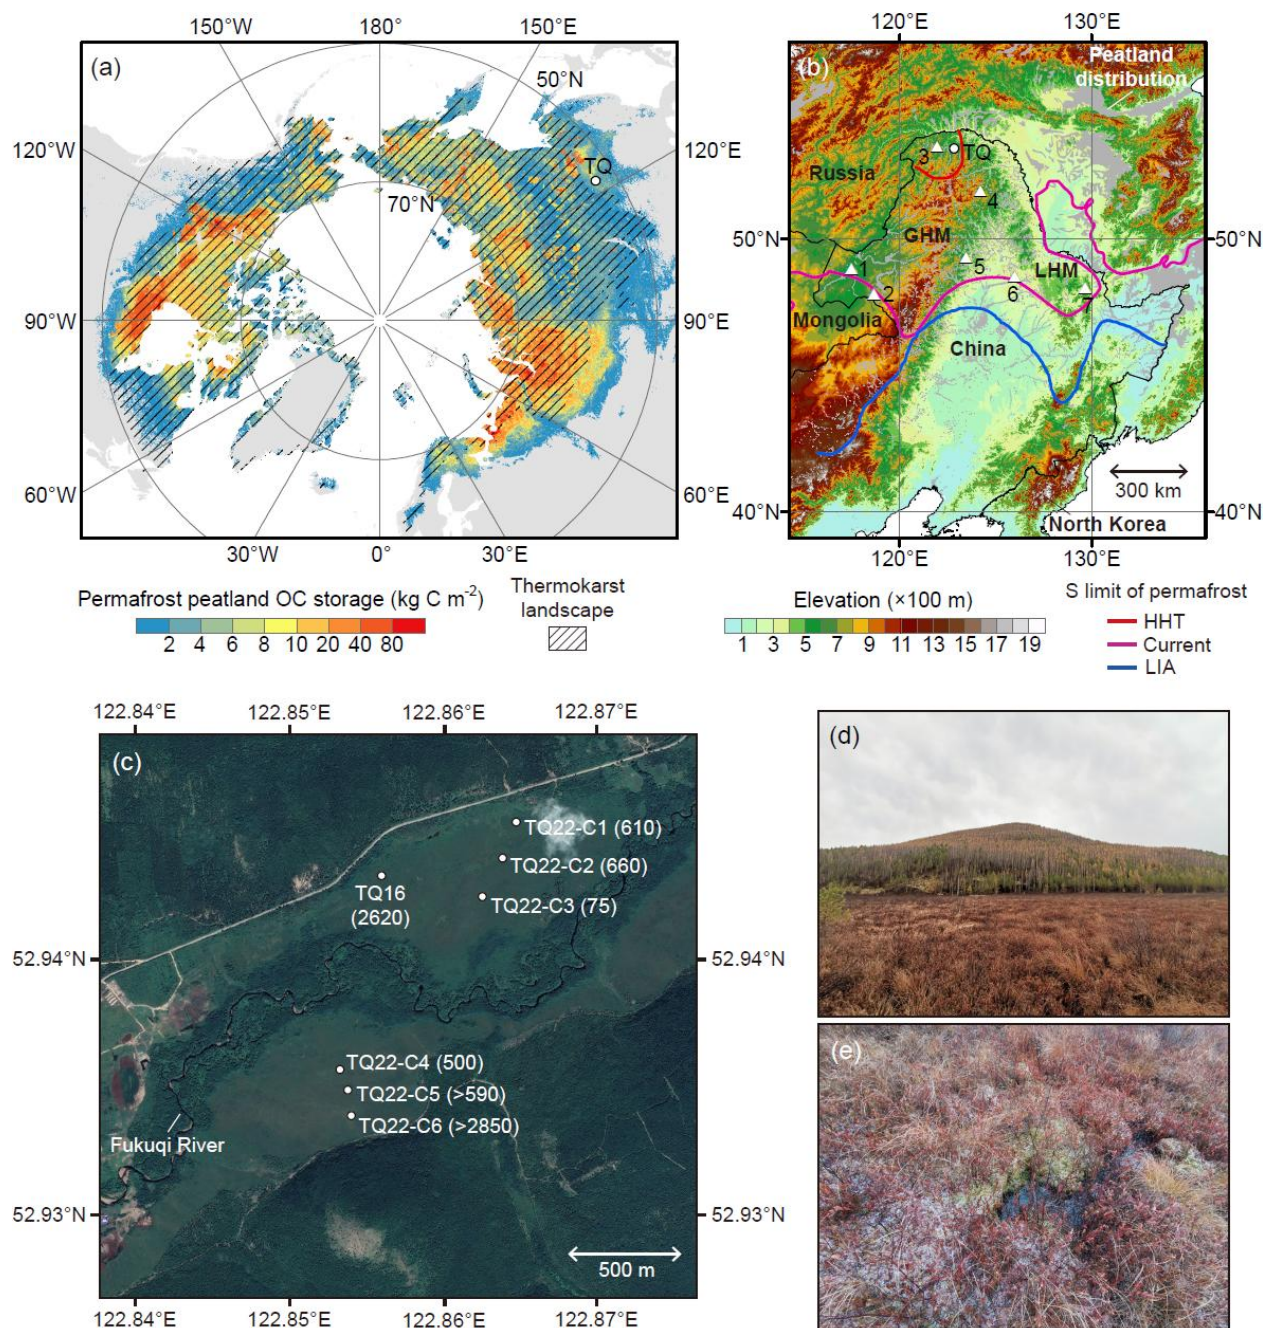 150°W 180° 150°E
(a)
50°N
120°W
120°E
TQ
70°N
90°W
90°E
60°W
60°E
30°W 0° 30°E
Permafrost peatland OC storage (kg C m-2)
2 4 6 8 10 20 40 80
Thermokarst
landscape
120°E 130°E
(b)
Peatland
distribution
3
TQ
Russia
4
50°N
50°N
GHM
1
5
LHM
2
6
7
Mongolia
China
300 km
40°N
40°N
North Korea
120°E 130°E
Elevation (×100 m)
1 3 5 7 9 11 13 15 17 19
S limit of permafrost
HHT
Current
LIA
122.84°E 122.85°E 122.86°E 122.87°E
(c)
TQ22-C1 (610)
TQ22-C2 (660)
TQ16
(2620)
TQ22-C3 (75)
52.94°N
52.94°N
TQ22-C4 (500)
TQ22-C5 (>590)
TQ22-C6 (>2850)
Fukuqi River
52.93°N
52.93°N
500 m
122.84°E 122.85°E 122.86°E 122.87°E
(d)
(e)